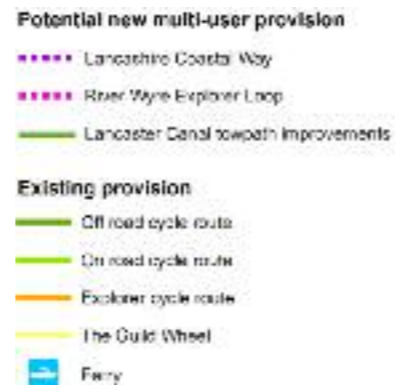 Potential new multi-user provision
Lancashire Coastal Way
River Wyre Explorer Loop
Lancaster Canal towpath improvements
Existing provision
Off road cycle route
On road cycle route
Explorer cycle route
The Guild Wheel
Ferry